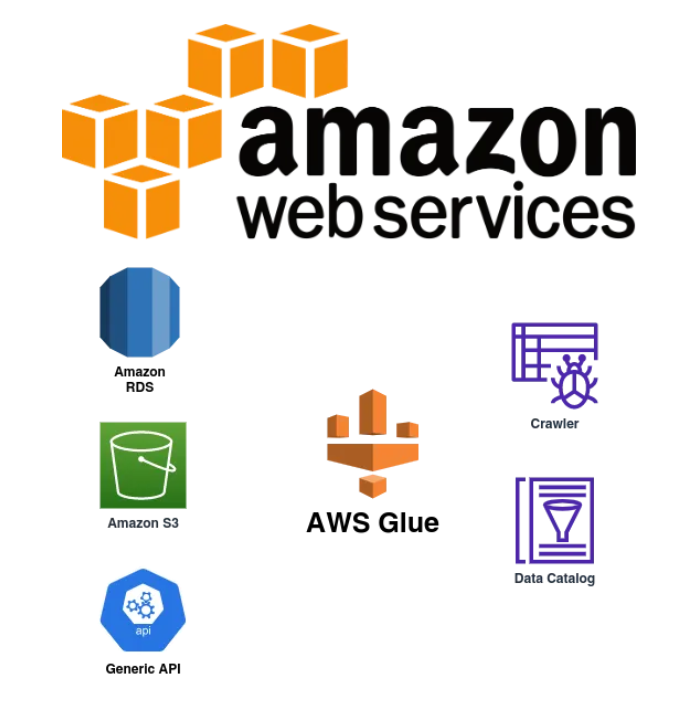 amazon
web services
Amazon
RDS
Crawler
Amazon S3
AWS Glue
Data Catalog
api
Generic API